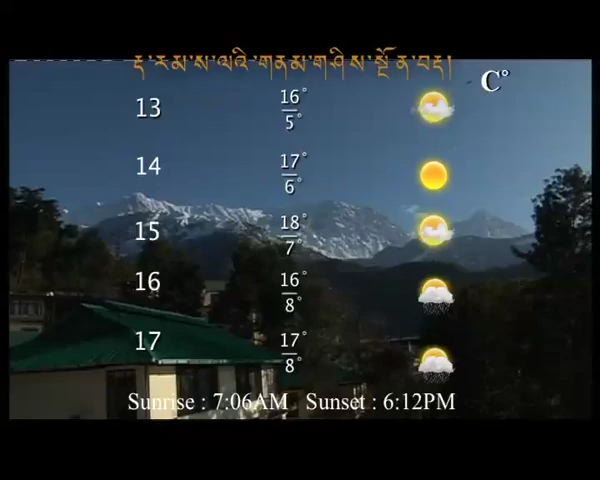 ད་རམ་ས་ལའི་གནམ་གཤིས་སྔོན་བརྡ།
C°
13 16° 5°
14 17° 6°
15 18° 7°
16 16° 8°
17 17° 8°
Sunrise : 7:06AM Sunset : 6:12PM